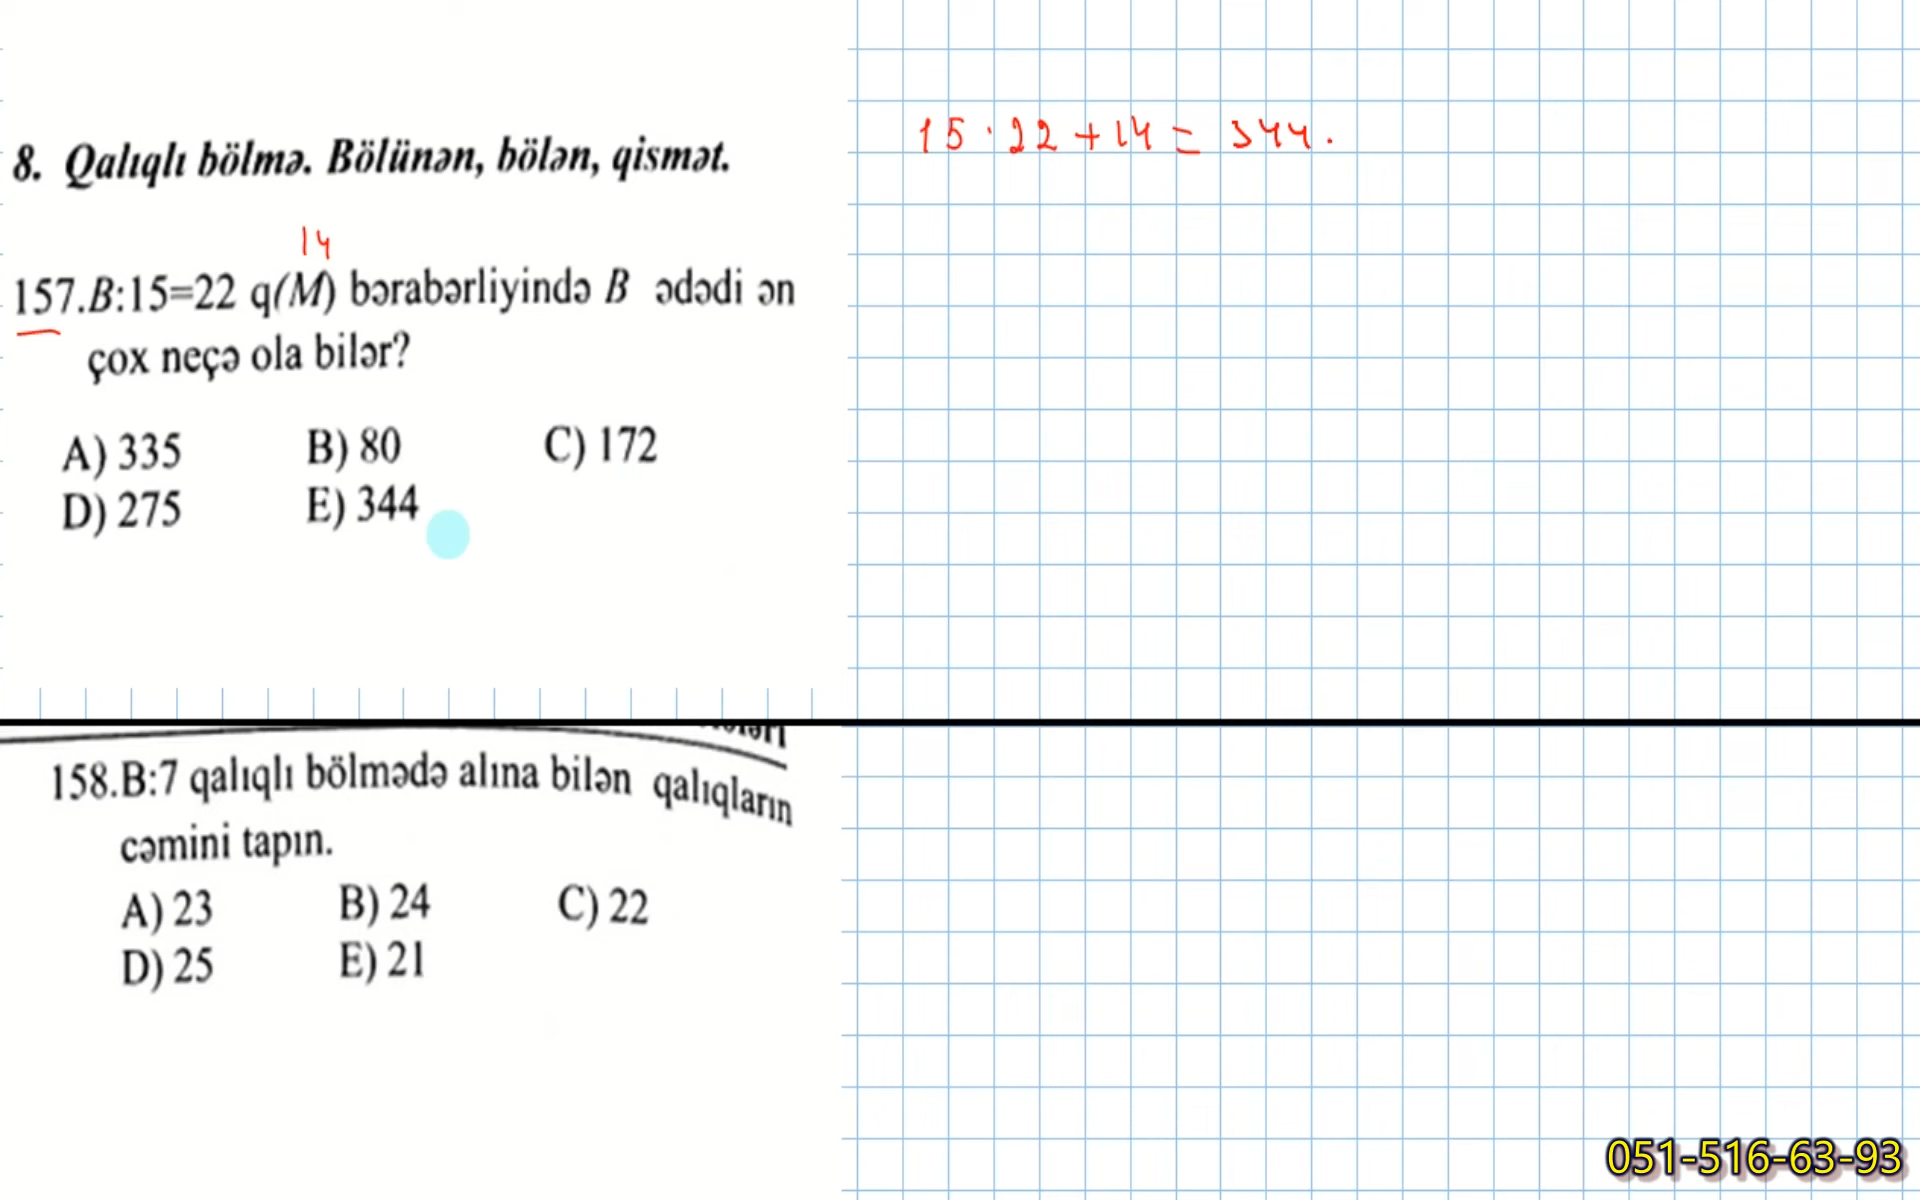 8. Qalıqlı bölmə. Bölünən, bölən, qismət.
15 · 22 + 14 = 344.
14
157.B:15=22 q(M) bərabərliyində B ədədi ən
çox neçə ola bilər?
A) 335 B) 80 C) 172
D) 275 E) 344
158.B:7 qalıqlı bölmədə alına bilən qalıqların
cəmini tapın.
A) 23 B) 24 C) 22
D) 25 E) 21
051-516-63-93